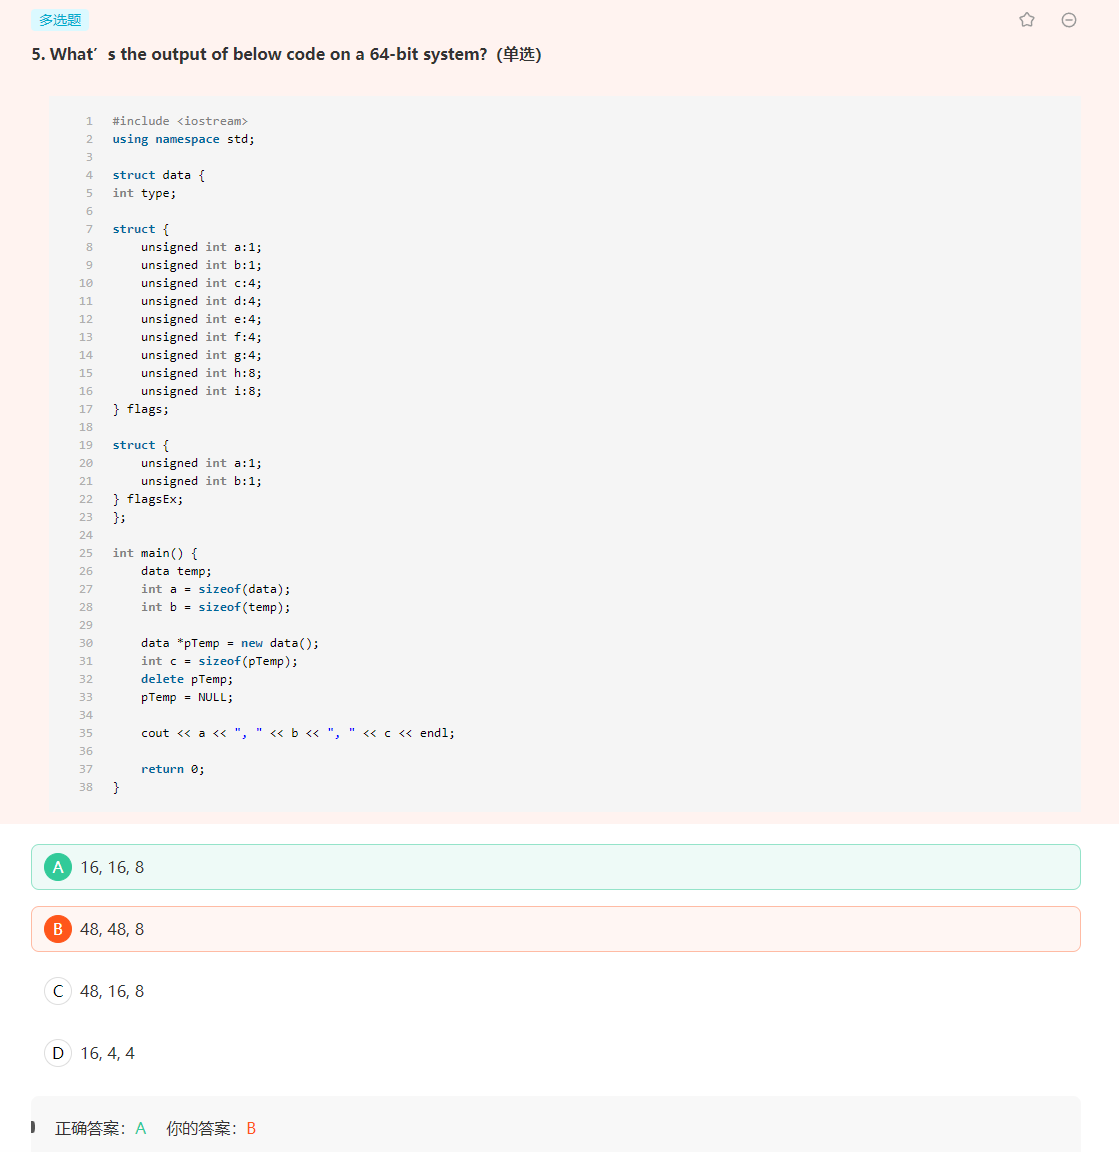 多选题
5. What’s the output of below code on a 64-bit system?  (单选)
1 #include <iostream>
2 using namespace std;
3
4 struct data {
5 int type;
6
7 struct {
8     unsigned int a:1;
9     unsigned int b:1;
10     unsigned int c:4;
11     unsigned int d:4;
12     unsigned int e:4;
13     unsigned int f:4;
14     unsigned int g:4;
15     unsigned int h:8;
16     unsigned int i:8;
17 } flags;
18
19 struct {
20     unsigned int a:1;
21     unsigned int b:1;
22 } flagsEx;
23 };
24
25 int main() {
26     data temp;
27     int a = sizeof(data);
28     int b = sizeof(temp);
29
30     data *pTemp = new data();
31     int c = sizeof(pTemp);
32     delete pTemp;
33     pTemp = NULL;
34
35     cout << a << ", " << b << ", " << c << endl;
36
37     return 0;
38 }
A 16, 16, 8
B 48, 48, 8
C 48, 16, 8
D 16, 4, 4
正确答案：A 你的答案：B